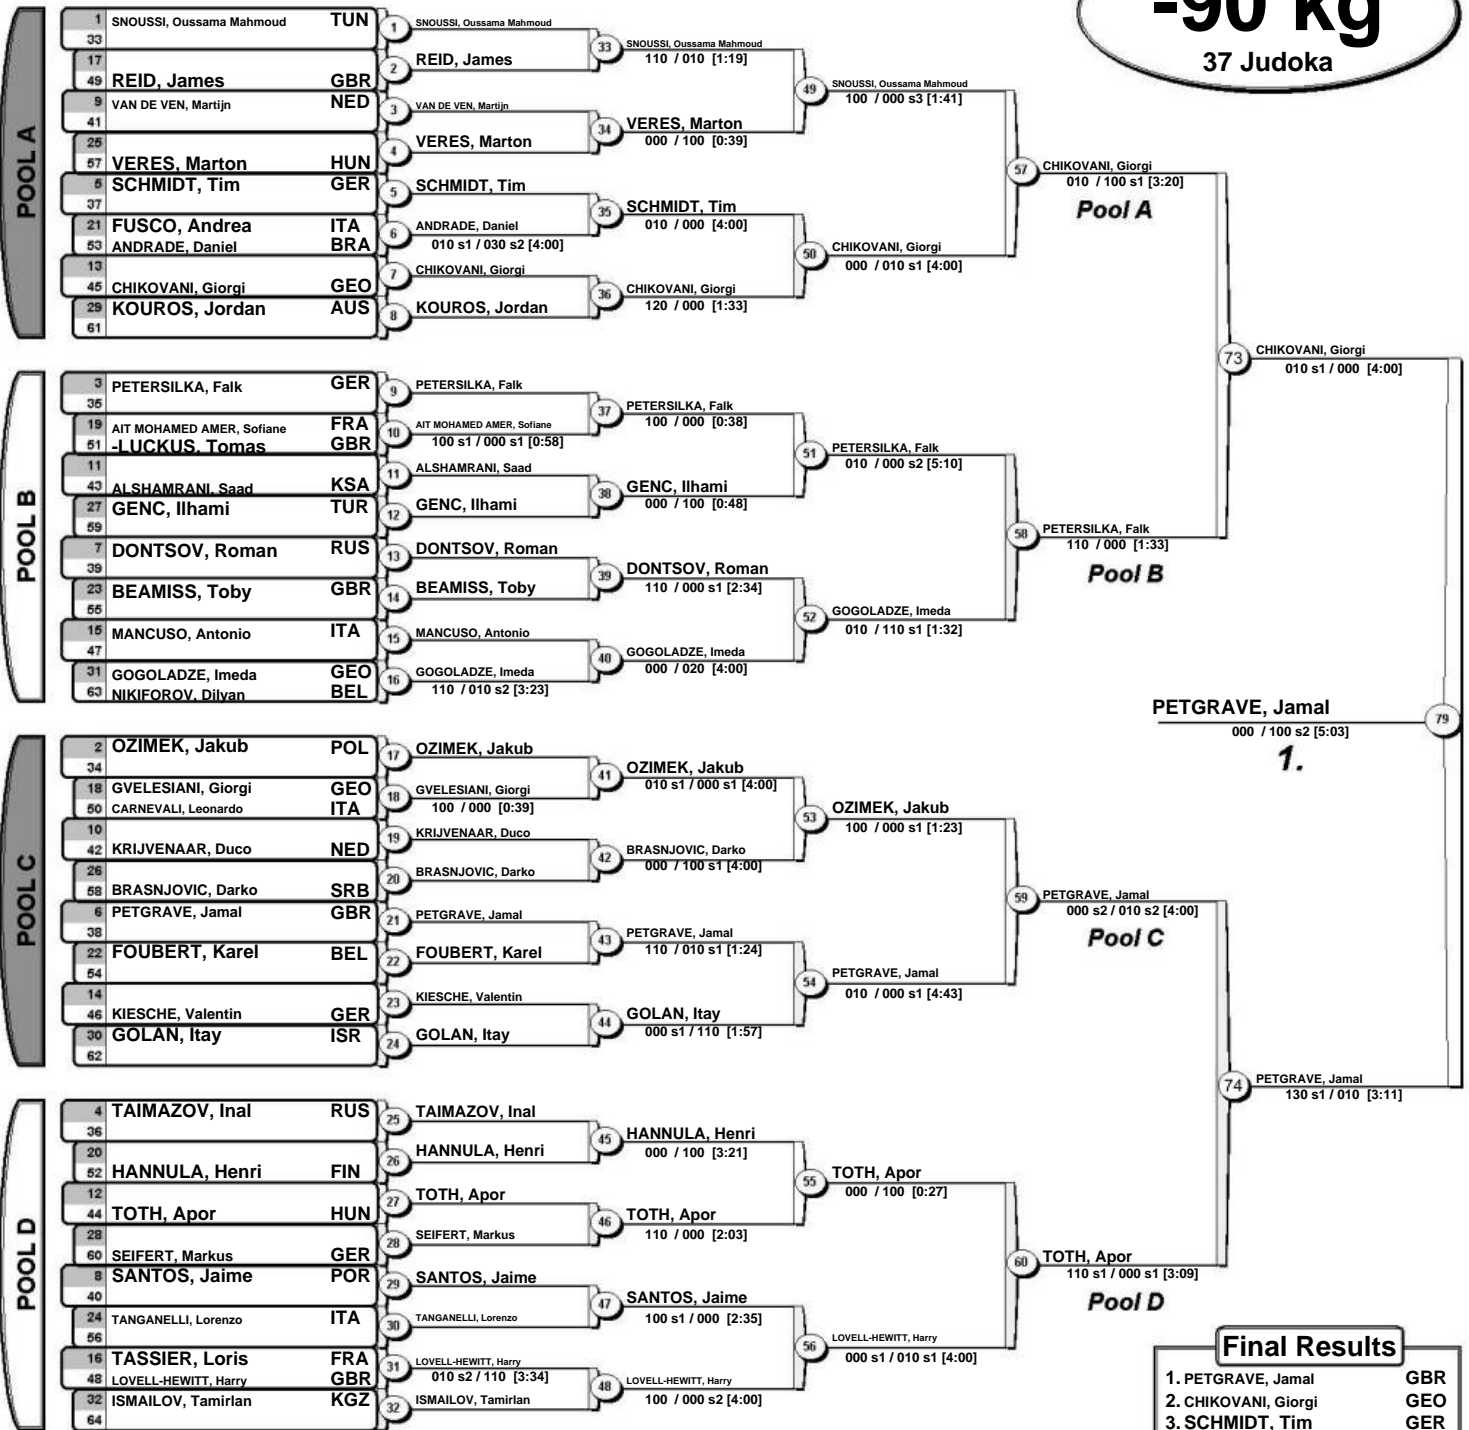 -90 kg
37 Judoka
POOL A
1 SNOUSSI, Oussama Mahmoud TUN
33
17
49 REID, James GBR
9 VAN DE VEN, Martijn NED
41
25
57 VERES, Marton HUN
5 SCHMIDT, Tim GER
37
21 FUSCO, Andrea ITA
53 ANDRADE, Daniel BRA
13
45 CHIKOVANI, Giorgi GEO
29 KOUROS, Jordan AUS
61
1 SNOUSSI, Oussama Mahmoud
2 REID, James
3 VAN DE VEN, Martijn
4 VERES, Marton
5 SCHMIDT, Tim
6 ANDRADE, Daniel
010 s1 / 030 s2 [4:00]
7 CHIKOVANI, Giorgi
8 KOUROS, Jordan
33 SNOUSSI, Oussama Mahmoud
110 / 010 [1:19]
34 VERES, Marton
000 / 100 [0:39]
35 SCHMIDT, Tim
010 / 000 [4:00]
36 CHIKOVANI, Giorgi
120 / 000 [1:33]
49 SNOUSSI, Oussama Mahmoud
100 / 000 s3 [1:41]
50 CHIKOVANI, Giorgi
000 / 010 s1 [4:00]
57 CHIKOVANI, Giorgi
010 / 100 s1 [3:20]
Pool A
POOL B
3 PETERSILKA, Falk GER
35
19 AIT MOHAMED AMER, Sofiane FRA
51 -LUCKUS, Tomas GBR
11
43 ALSHAMRANI, Saad KSA
27 GENC, Ilhami TUR
59
7 DONTSOV, Roman RUS
39
23 BEAMISS, Toby GBR
55
15 MANCUSO, Antonio ITA
47
31 GOGOLADZE, Imeda GEO
63 NIKIFOROV, Dilyan BEL
9 PETERSILKA, Falk
10 AIT MOHAMED AMER, Sofiane
100 s1 / 000 s1 [0:58]
11 ALSHAMRANI, Saad
12 GENC, Ilhami
13 DONTSOV, Roman
14 BEAMISS, Toby
15 MANCUSO, Antonio
16 GOGOLADZE, Imeda
110 / 010 s2 [3:23]
37 PETERSILKA, Falk
100 / 000 [0:38]
38 GENC, Ilhami
000 / 100 [0:48]
39 DONTSOV, Roman
110 / 000 s1 [2:34]
40 GOGOLADZE, Imeda
000 / 020 [4:00]
51 PETERSILKA, Falk
010 / 000 s2 [5:10]
52 GOGOLADZE, Imeda
010 / 110 s1 [1:32]
58 PETERSILKA, Falk
110 / 000 [1:33]
Pool B
73 CHIKOVANI, Giorgi
010 s1 / 000 [4:00]
PETGRAVE, Jamal 79
000 / 100 s2 [5:03]
1.
POOL C
2 OZIMEK, Jakub POL
34
18 GVELESIANI, Giorgi GEO
50 CARNEVALI, Leonardo ITA
10
42 KRIJVENAAR, Duco NED
26
58 BRASNJOVIC, Darko SRB
6 PETGRAVE, Jamal GBR
38
22 FOUBERT, Karel BEL
54
14
46 KIESCHE, Valentin GER
30 GOLAN, Itay ISR
62
17 OZIMEK, Jakub
18 GVELESIANI, Giorgi
100 / 000 [0:39]
19 KRIJVENAAR, Duco
20 BRASNJOVIC, Darko
21 PETGRAVE, Jamal
22 FOUBERT, Karel
23 KIESCHE, Valentin
24 GOLAN, Itay
41 OZIMEK, Jakub
010 s1 / 000 s1 [4:00]
42 BRASNJOVIC, Darko
000 / 100 s1 [4:00]
43 PETGRAVE, Jamal
110 / 010 s1 [1:24]
44 GOLAN, Itay
000 s1 / 110 [1:57]
53 OZIMEK, Jakub
100 / 000 s1 [1:23]
54 PETGRAVE, Jamal
010 / 000 s1 [4:43]
59 PETGRAVE, Jamal
000 s2 / 010 s2 [4:00]
Pool C
POOL D
4 TAIMAZOV, Inal RUS
36
20
52 HANNULA, Henri FIN
12
44 TOTH, Apor HUN
28
60 SEIFERT, Markus GER
8 SANTOS, Jaime POR
40
24 TANGANELLI, Lorenzo ITA
56
16 TASSIER, Loris FRA
48 LOVELL-HEWITT, Harry GBR
32 ISMAILOV, Tamirlan KGZ
64
25 TAIMAZOV, Inal
26 HANNULA, Henri
27 TOTH, Apor
28 SEIFERT, Markus
29 SANTOS, Jaime
30 TANGANELLI, Lorenzo
31 LOVELL-HEWITT, Harry
010 s2 / 110 [3:34]
32 ISMAILOV, Tamirlan
45 HANNULA, Henri
000 / 100 [3:21]
46 TOTH, Apor
110 / 000 [2:03]
47 SANTOS, Jaime
100 s1 / 000 [2:35]
48 LOVELL-HEWITT, Harry
100 / 000 s2 [4:00]
55 TOTH, Apor
000 / 100 [0:27]
56 LOVELL-HEWITT, Harry
000 s1 / 010 s1 [4:00]
60 TOTH, Apor
110 s1 / 000 s1 [3:09]
Pool D
74 PETGRAVE, Jamal
130 s1 / 010 [3:11]
Final Results
1. PETGRAVE, Jamal GBR
2. CHIKOVANI, Giorgi GEO
3. SCHMIDT, Tim GER